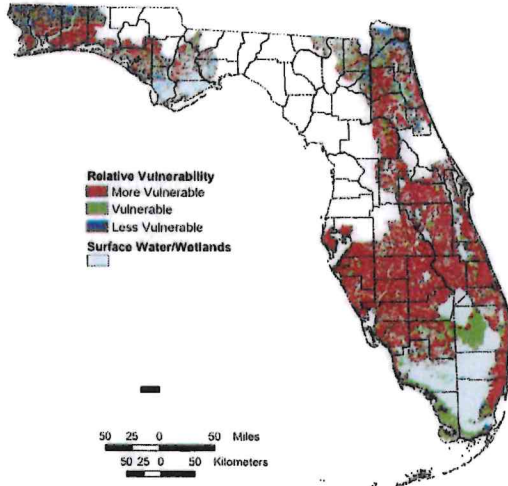 Relative Vulnerability
More Vulnerable
Vulnerable
Less Vulnerable
Surface Water/Wetlands
50 25 0 50 Miles
50 25 0 50 Kilometers